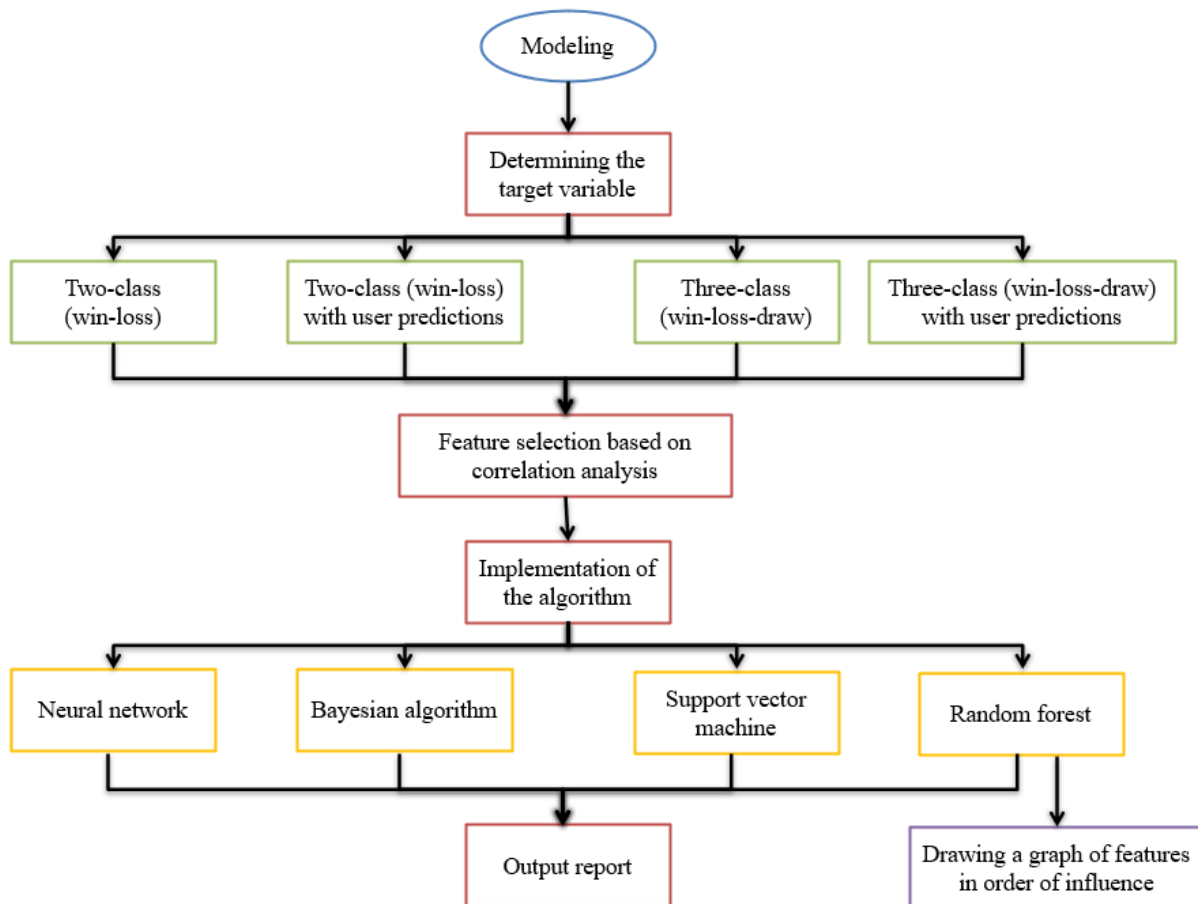 Modeling
Determining the
target variable
Two-class
(win-loss)
Two-class (win-loss)
with user predictions
Three-class
(win-loss-draw)
Three-class (win-loss-draw)
with user predictions
Feature selection based on
correlation analysis
Implementation of
the algorithm
Neural network
Bayesian algorithm
Support vector
machine
Random forest
Output report
Drawing a graph of features
in order of influence